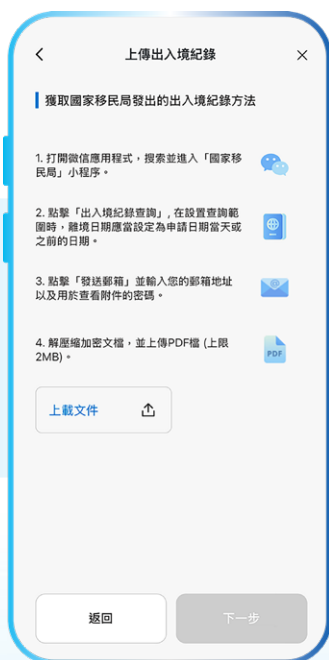 上傳出入境紀錄
獲取國家移民局發出的出入境紀錄方法
1. 打開微信應用程式，搜索並進入「國家移
民局」小程序。
2. 點擊「出入境紀錄查詢」, 在設置查詢範
圍時，離境日期應當設定為申請日期當天或
之前的日期。
3. 點擊「發送郵箱」並輸入您的郵箱地址
以及用於查看附件的密碼。
4. 解壓縮加密文檔，並上傳PDF檔 (上限
2MB)。
PDF
上載文件
返回
下一步